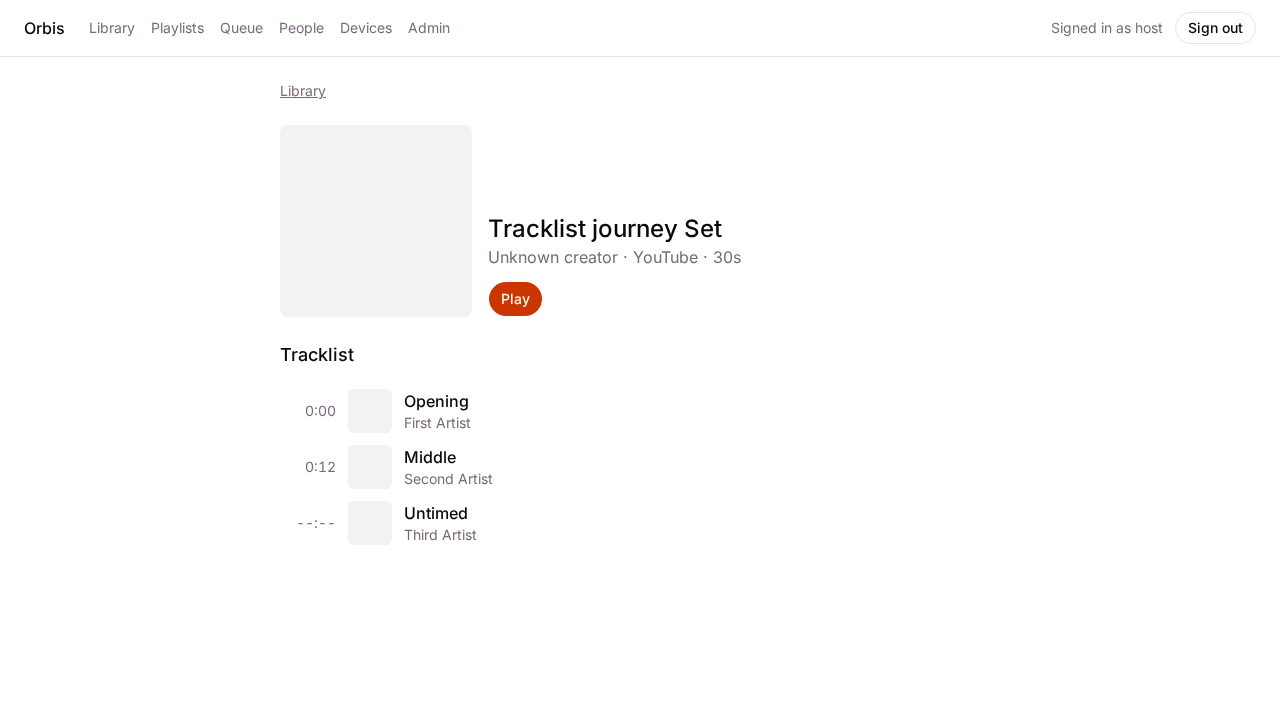 Orbis Library Playlists Queue People Devices Admin Signed in as host Sign out
Library
Tracklist journey Set
Unknown creator · YouTube · 30s
Play
Tracklist
0:00 Opening
First Artist
0:12 Middle
Second Artist
--:-- Untimed
Third Artist